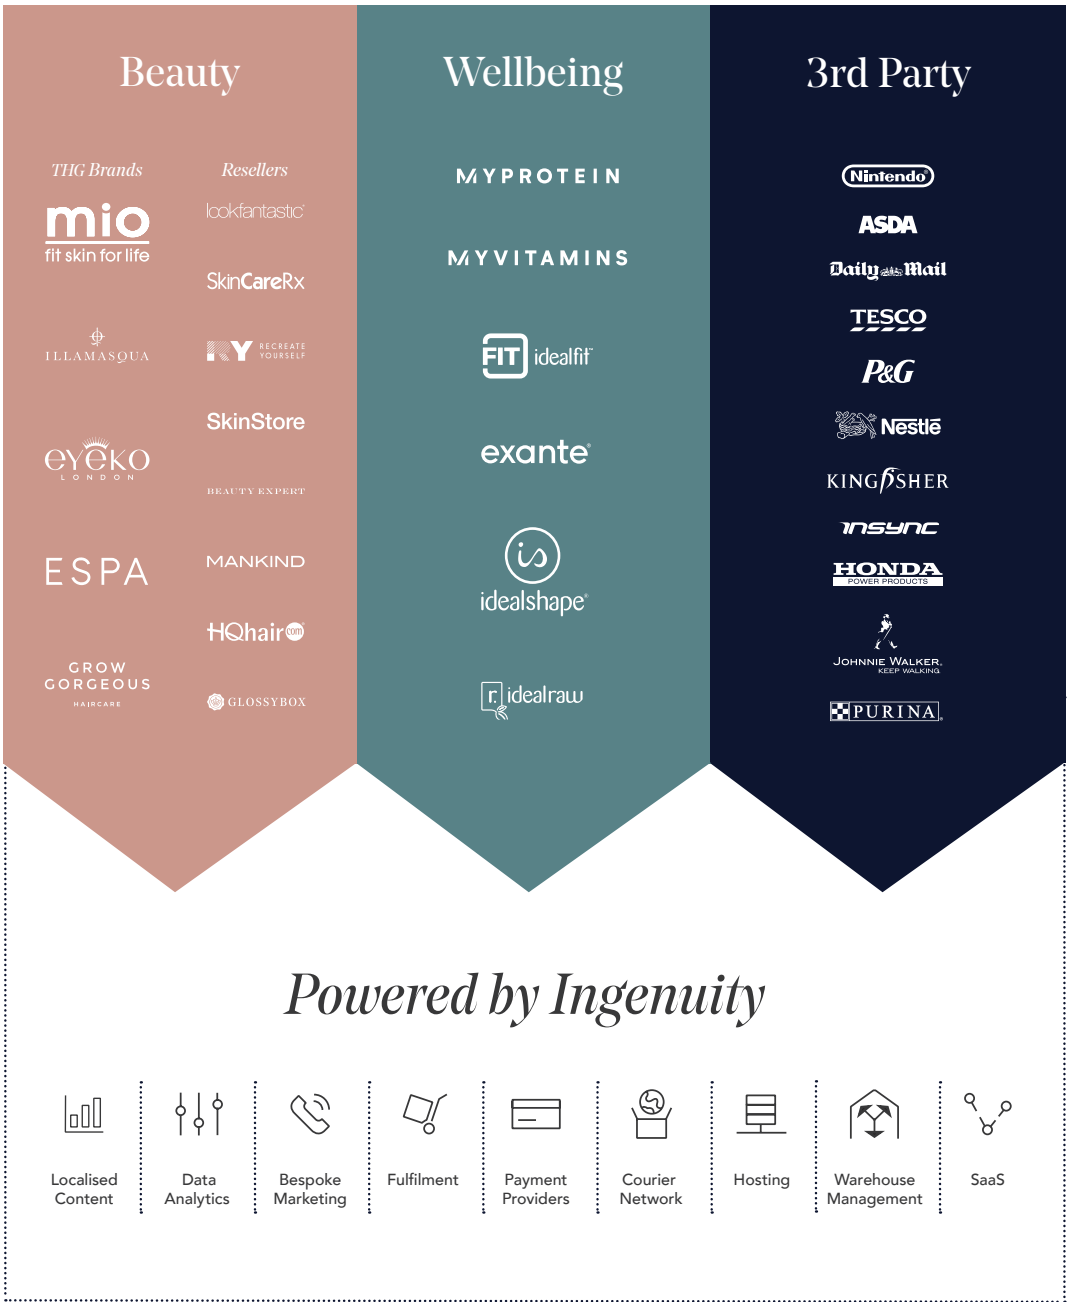 Beauty
THG Brands
mio
fit skin for life
ILLAMASQUA
eyeko
LONDON
ESPA
GROW
GORGEOUS
HAIRCARE
Resellers
lookfantastic
SkinCareRx
RY RECREATE
YOURSELF
SkinStore
BEAUTY EXPERT
MANKIND
HQhair.com
GLOSSYBOX
Wellbeing
MYPROTEIN
MYVITAMINS
FIT idealfit™
exante®
is
idealshape®
r. idealraw
3rd Party
Nintendo®
ASDA
Daily Mail
TESCO
P&G
Nestlé
KINGFISHER
INSYNC
HONDA
POWER PRODUCTS
JOHNNIE WALKER.
KEEP WALKING.
PURINA®
Powered by Ingenuity
Localised
Content
Data
Analytics
Bespoke
Marketing
Fulfilment
Payment
Providers
Courier
Network
Hosting
Warehouse
Management
SaaS